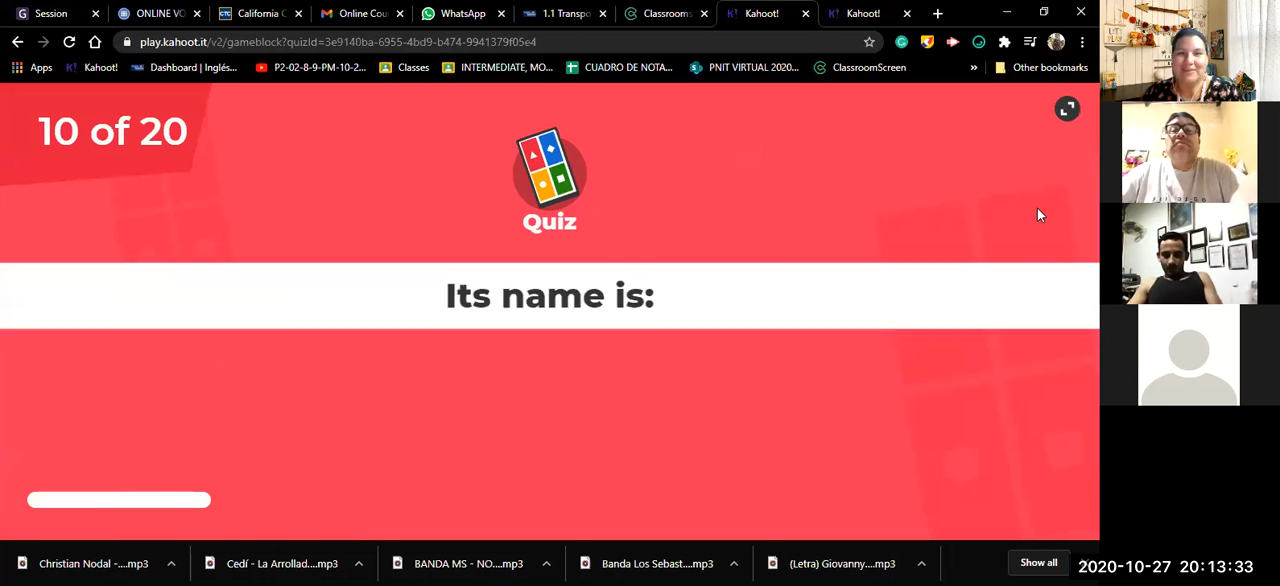 Session
ONLINE VO
California C
Online Cou
WhatsApp
1.1 Transpo
Classrooms
Kahoot!
Kahoot!
play.kahoot.it/v2/gameblock?quizId=3e9140ba-6955-4bd9-b474-9941379f05e4
Apps
Kahoot!
Dashboard | Inglés...
P2-02-8-9-PM-10-2...
Classes
INTERMEDIATE, MO...
CUADRO DE NOTA...
PNIT VIRTUAL 2020...
ClassroomScreen
»
Other bookmarks
10 of 20
Quiz
Its name is:
Christian Nodal -....mp3
Cedí - La Arrollad....mp3
BANDA MS - NO....mp3
Banda Los Sebast....mp3
(Letra) Giovanny....mp3
Show all
2020-10-27 20:13:33